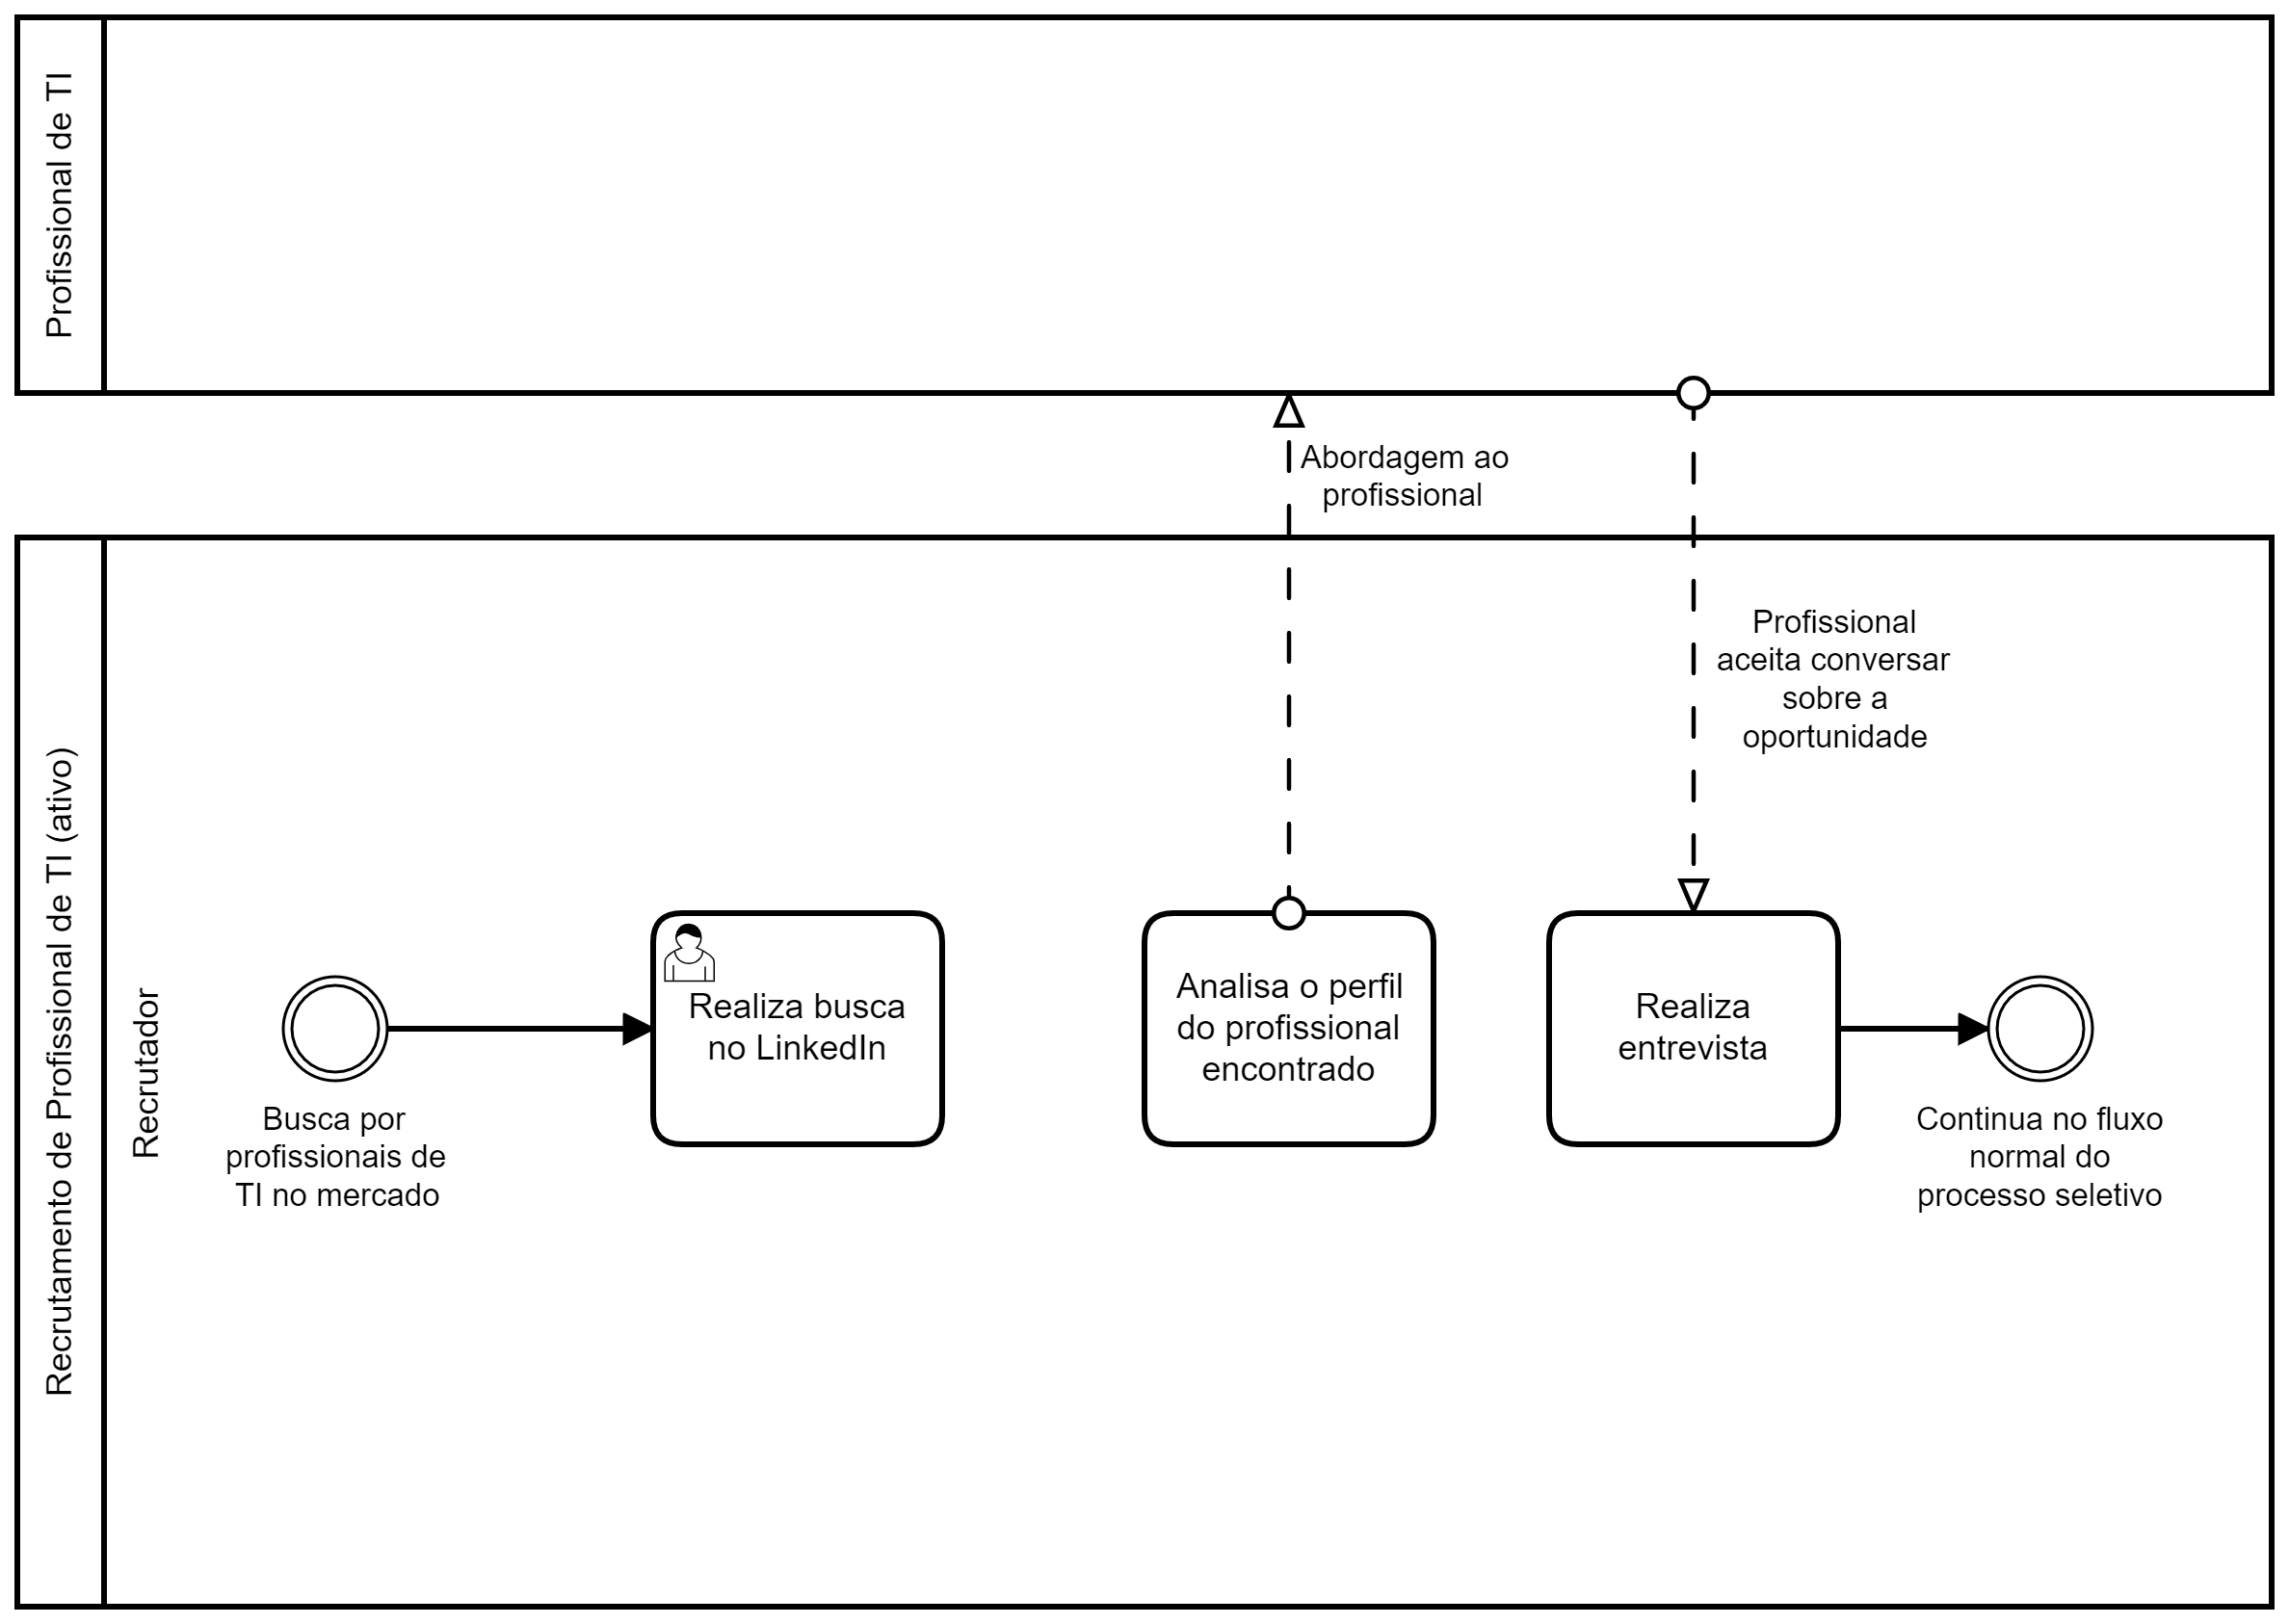 Profissional de TI
Abordagem ao
profissional
Profissional
aceita conversar
sobre a
oportunidade
Recrutamento de Profissional de TI (ativo)
Recrutador
Busca por
profissionais de
TI no mercado
Realiza busca
no LinkedIn
Analisa o perfil
do profissional
encontrado
Realiza
entrevista
Continua no fluxo
normal do
processo seletivo